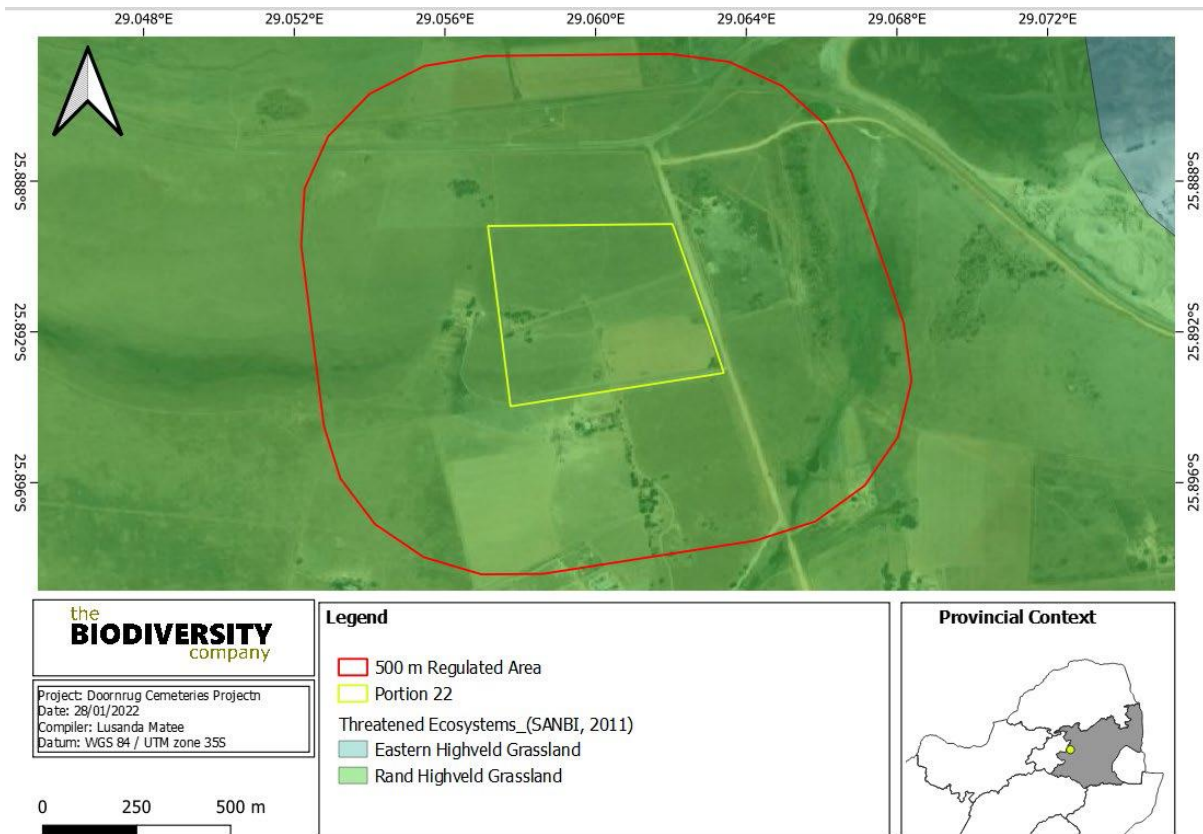 29.048°E 29.052°E 29.056°E 29.060°E 29.064°E 29.068°E 29.072°E
25.888°S 25.888°S
25.892°S 25.892°S
25.896°S 25.896°S
the
BIODIVERSITY
company
Project: Doornrug Cemeteries Projectn
Date: 28/01/2022
Compiler: Lusanda Matee
Datum: WGS 84 / UTM zone 35S
0 250 500 m
Legend
500 m Regulated Area
Portion 22
Threatened Ecosystems_(SANBI, 2011)
Eastern Highveld Grassland
Rand Highveld Grassland
Provincial Context